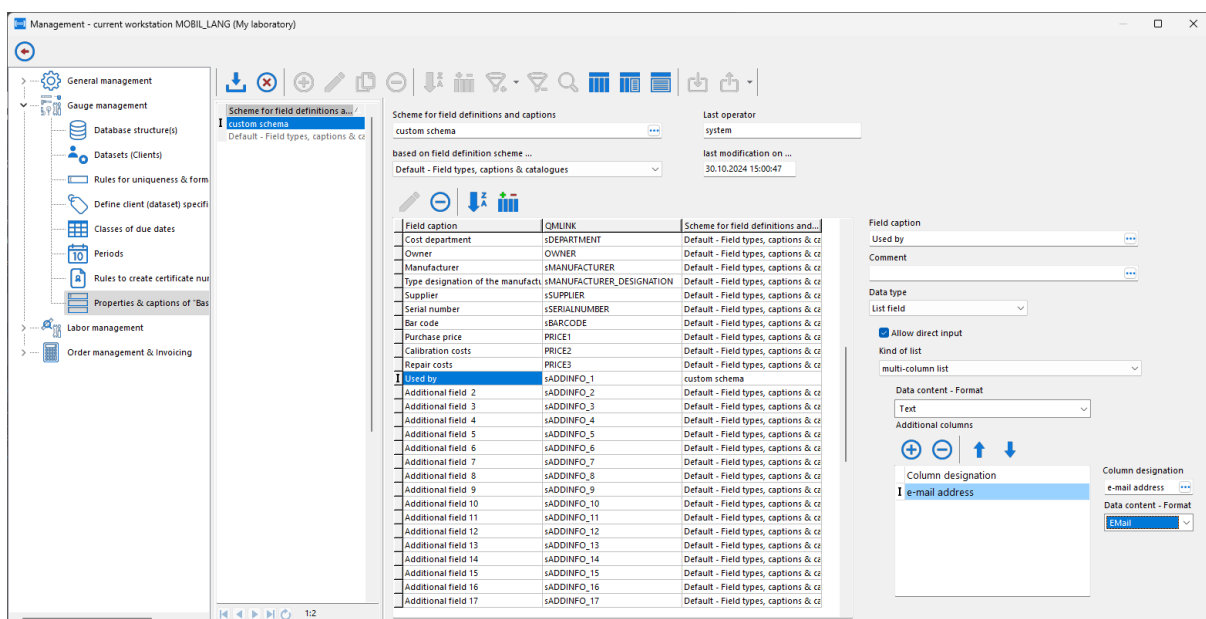 Management - current workstation MOBIL_LANG (My laboratory)
General management
Gauge management
Database structure(s)
Datasets (Clients)
Rules for uniqueness & form
Define client (dataset) specifi
Classes of due dates
Periods
Rules to create certificate nur
Properties & captions of "Bas
Labor management
Order management & Invoicing
Scheme for field definitions a...
custom schema
Default - Field types, captions & ca
1:2
Scheme for field definitions and captions
custom schema
Last operator
system
based on field definition scheme ...
Default - Field types, captions & catalogues
last modification on ...
30.10.2024 15:00:47
Field caption QMLINK Scheme for field definitions and...
Cost department sDEPARTMENT Default - Field types, captions & ca
Owner OWNER Default - Field types, captions & ca
Manufacturer sMANUFACTURER Default - Field types, captions & ca
Type designation of the manufactu sMANUFACTURER_DESIGNATION Default - Field types, captions & ca
Supplier sSUPPLIER Default - Field types, captions & ca
Serial number sSERIALNUMBER Default - Field types, captions & ca
Bar code sBARCODE Default - Field types, captions & ca
Purchase price PRICE1 Default - Field types, captions & ca
Calibration costs PRICE2 Default - Field types, captions & ca
Repair costs PRICE3 Default - Field types, captions & ca
Used by sADDINFO_1 custom schema
Additional field 2 sADDINFO_2 Default - Field types, captions & ca
Additional field 3 sADDINFO_3 Default - Field types, captions & ca
Additional field 4 sADDINFO_4 Default - Field types, captions & ca
Additional field 5 sADDINFO_5 Default - Field types, captions & ca
Additional field 6 sADDINFO_6 Default - Field types, captions & ca
Additional field 7 sADDINFO_7 Default - Field types, captions & ca
Additional field 8 sADDINFO_8 Default - Field types, captions & ca
Additional field 9 sADDINFO_9 Default - Field types, captions & ca
Additional field 10 sADDINFO_10 Default - Field types, captions & ca
Additional field 11 sADDINFO_11 Default - Field types, captions & ca
Additional field 12 sADDINFO_12 Default - Field types, captions & ca
Additional field 13 sADDINFO_13 Default - Field types, captions & ca
Additional field 14 sADDINFO_14 Default - Field types, captions & ca
Additional field 15 sADDINFO_15 Default - Field types, captions & ca
Additional field 16 sADDINFO_16 Default - Field types, captions & ca
Additional field 17 sADDINFO_17 Default - Field types, captions & ca
Field caption
Used by
Comment
Data type
List field
Allow direct input
Kind of list
multi-column list
Data content - Format
Text
Additional columns
Column designation
e-mail address
Column designation
e-mail address
Data content - Format
EMail